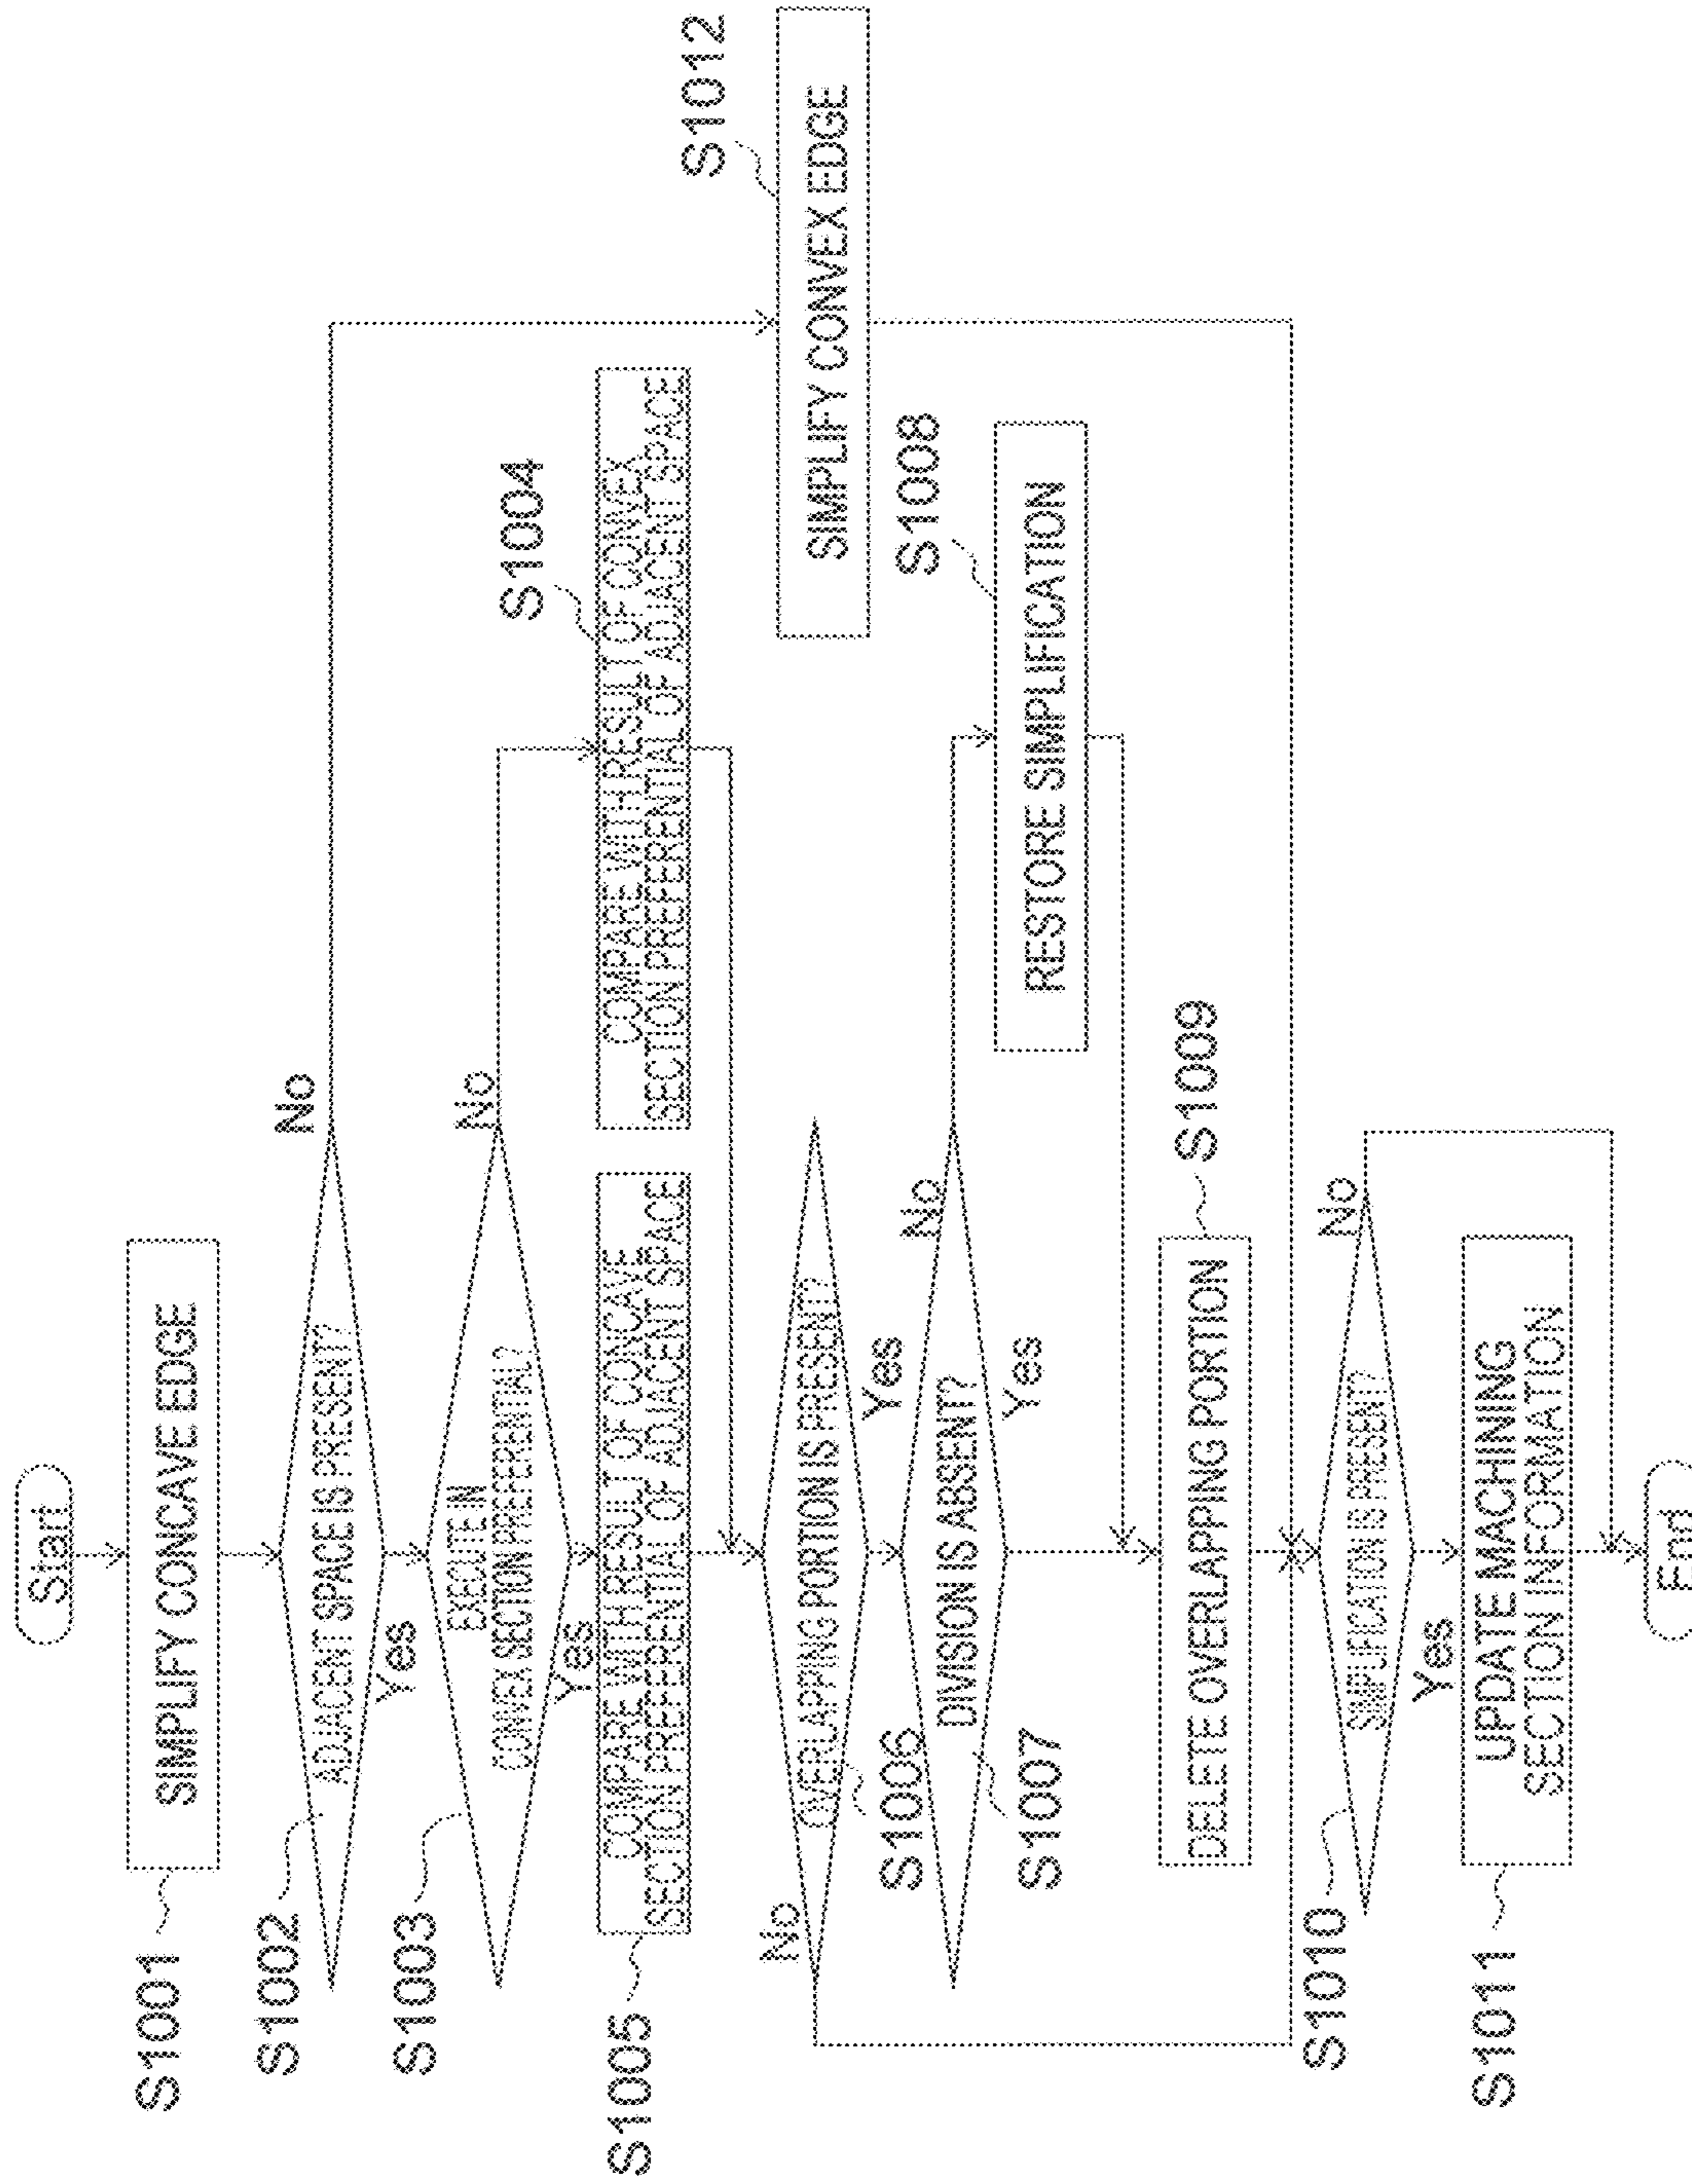 Start
S1001
SIMPLIFY CONCAVE EDGE
S1002
ADJACENT SPACE IS PRESENT?
No
Yes
S1003
EXECUTE IN
CONVEX SECTION PREFERENTIAL?
No
Yes
S1005
COMPARE WITH RESULT OF CONCAVE
SECTION PREFERENTIAL OF ADJACENT SPACE
S1004
COMPARE WITH RESULT OF CONVEX
SECTION PREFERENTIAL OF ADJACENT SPACE
S1012
SIMPLIFY CONVEX EDGE
No
OVERLAPPING PORTION IS PRESENT?
S1006
Yes
DIVISION IS ABSENT?
No
S1007
Yes
S1008
RESTORE SIMPLIFICATION
DELETE OVERLAPPING PORTION
S1009
S1010
SIMPLIFICATION IS PRESENT?
No
Yes
S1011
UPDATE MACHINING
SECTION INFORMATION
End